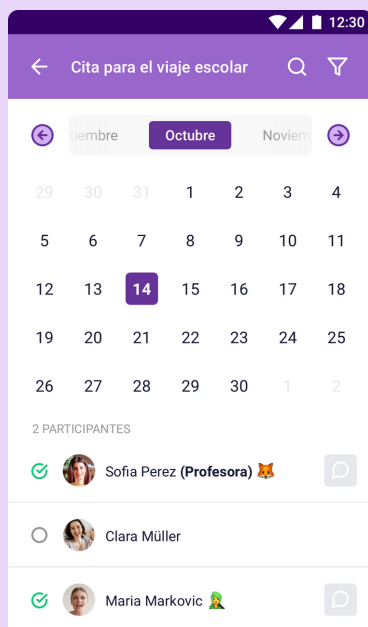 12:30
Cita para el viaje escolar
iembre Octubre Noviem
29 30 31 1 2 3 4
5 6 7 8 9 10 11
12 13 14 15 16 17 18
19 20 21 22 23 24 25
26 27 28 29 30 1 2
2 PARTICIPANTES
Sofia Perez (Profesora)
Clara Müller
Maria Markovic